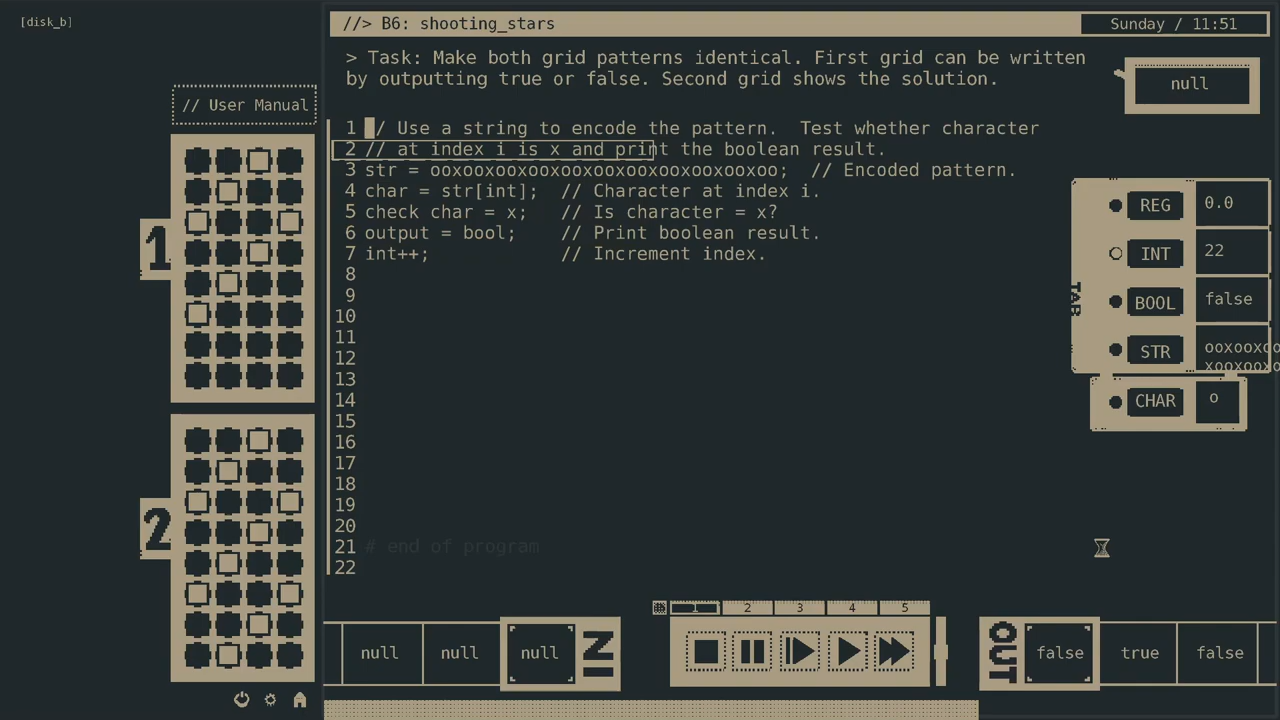 [disk_b]
//> B6: shooting_stars
Sunday / 11:51
> Task: Make both grid patterns identical. First grid can be written
by outputting true or false. Second grid shows the solution.
null
// User Manual
1 // Use a string to encode the pattern.  Test whether character
2 // at index i is x and print the boolean result.
3 str = ooxooxooxooxooxooxooxooxooxooxoo;  // Encoded pattern.
4 char = str[int];  // Character at index i.
5 check char = x;   // Is character = x?
6 output = bool;    // Print boolean result.
7 int++;            // Increment index.
8
9
10
11
12
13
14
15
16
17
18
19
20
21 # end of program
22
1
2
TAB
REG 0.0
INT 22
BOOL false
STR ooxooxoo
xooxooxo
CHAR o
1 2 3 4 5
null null null IN
OUT false true false